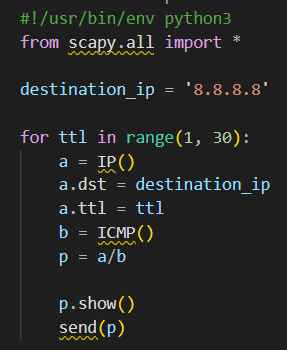 #!/usr/bin/env python3
from scapy.all import *
destination_ip = '8.8.8.8'
for ttl in range(1, 30):
    a = IP()
    a.dst = destination_ip
    a.ttl = ttl
    b = ICMP()
    p = a/b
    p.show()
    send(p)